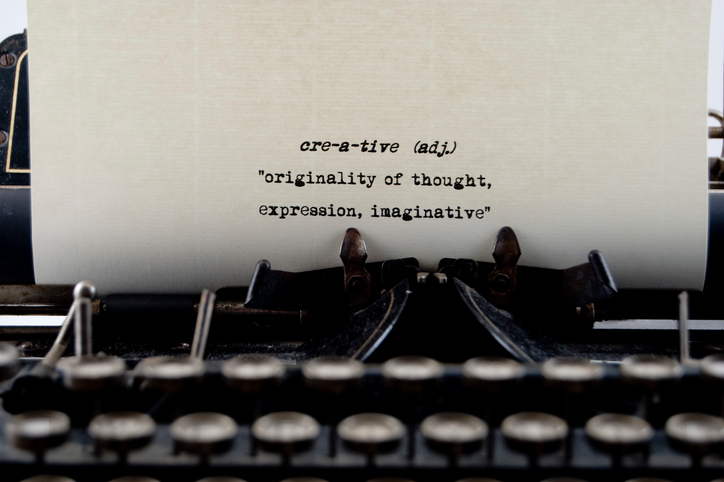 cre-a-tive (adj.)
"originality of thought,
expression, imaginative"